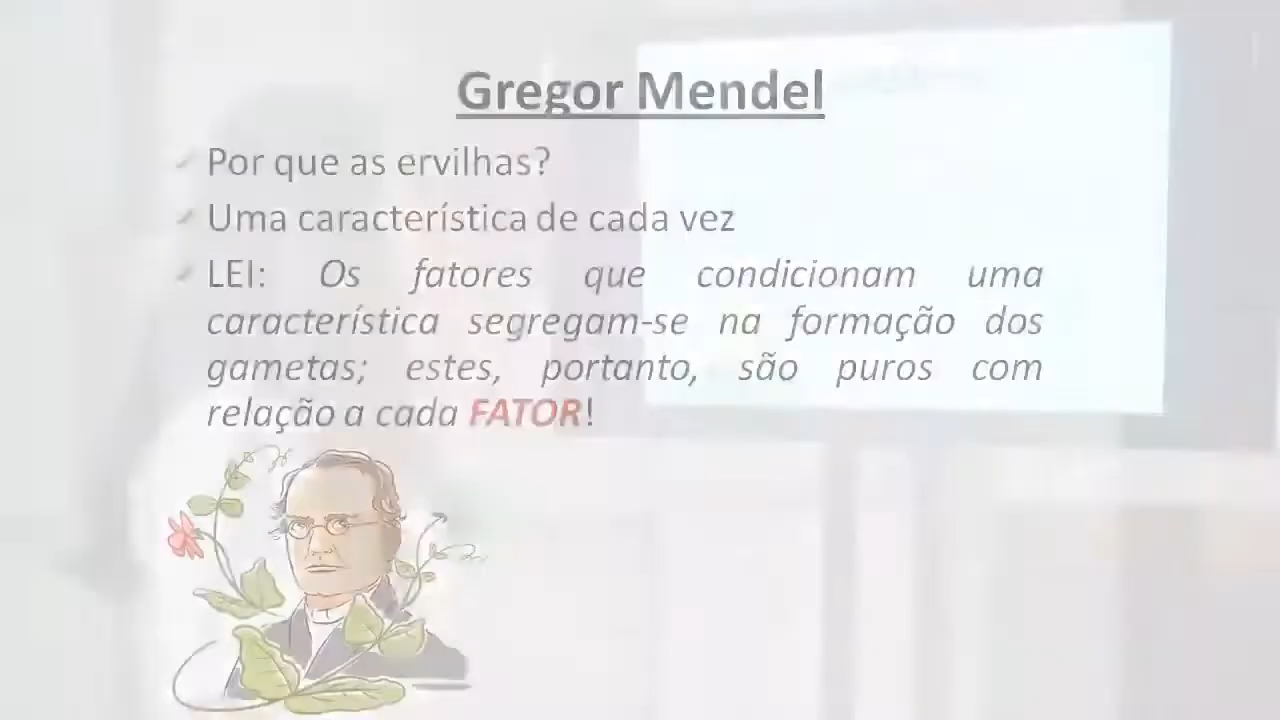 Gregor Mendel
Por que as ervilhas?
Uma característica de cada vez
LEI: Os fatores que condicionam uma
característica segregam-se na formação dos
gametas; estes, portanto, são puros com
relação a cada FATOR!